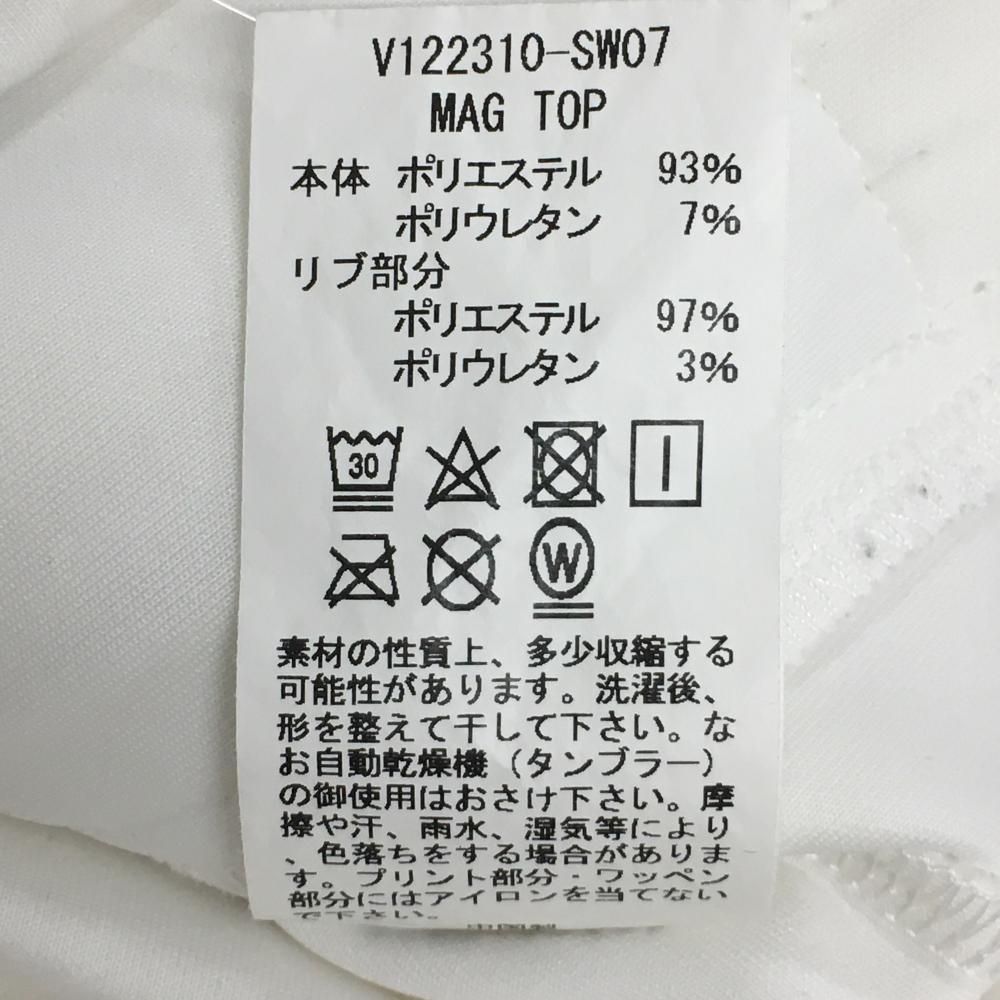 V122310-SW07
MAG TOP
本体 ポリエステル 93%
ポリウレタン 7%
リブ部分
ポリエステル 97%
ポリウレタン 3%
30
W
素材の性質上、多少収縮する
可能性があります。洗濯後、
形を整えて干して下さい。な
お自動乾燥機（タンブラー）
の御使用はおさけ下さい。摩
擦や汗、雨水、湿気等により
、色落ちをする場合がありま
す。プリント部分・ワッペン
部分にはアイロンを当てない
で下さい。
中国製